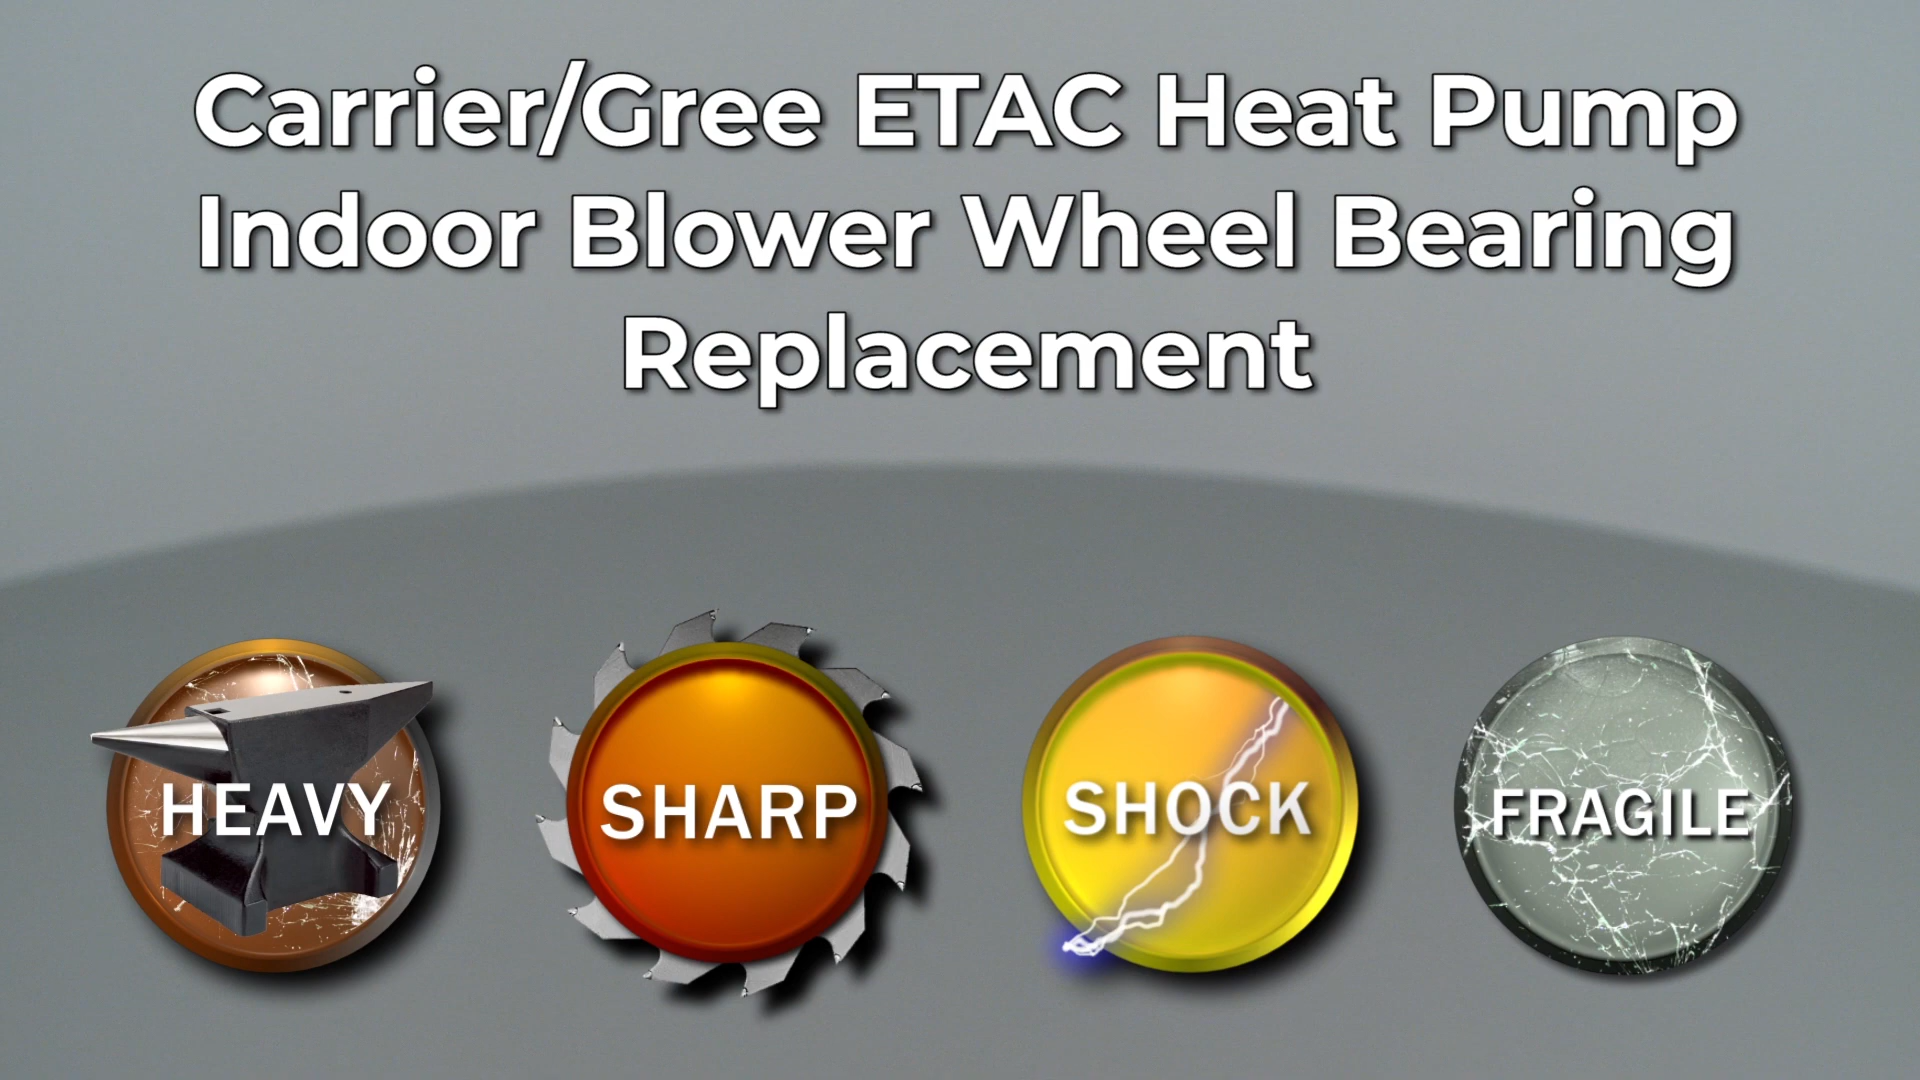 Carrier/Gree ETAC Heat Pump
Indoor Blower Wheel Bearing
Replacement
HEAVY
SHARP
SHOCK
FRAGILE